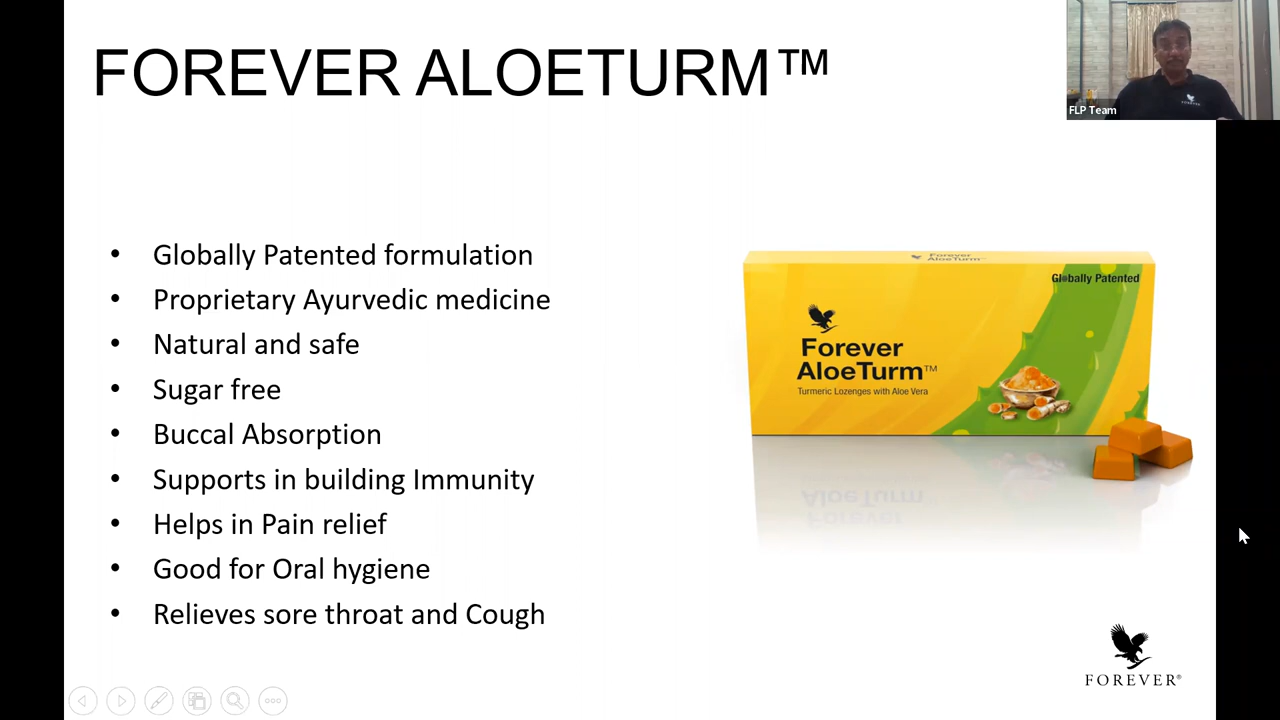 FOREVER ALOETURM™
FLP Team
• Globally Patented formulation
• Proprietary Ayurvedic medicine
• Natural and safe
• Sugar free
• Buccal Absorption
• Supports in building Immunity
• Helps in Pain relief
• Good for Oral hygiene
• Relieves sore throat and Cough
Forever
AloeTurm™
Globally Patented
Forever
AloeTurm™
Turmeric Lozenges with Aloe Vera
FOREVER®